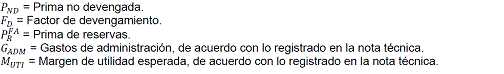 P_ND = Prima no devengada.
F_D = Factor de devengamiento.
P_R^FA = Prima de reservas.
G_ADM = Gastos de administración, de acuerdo con lo registrado en la nota técnica.
M_UTI = Margen de utilidad esperada, de acuerdo con lo registrado en la nota técnica.